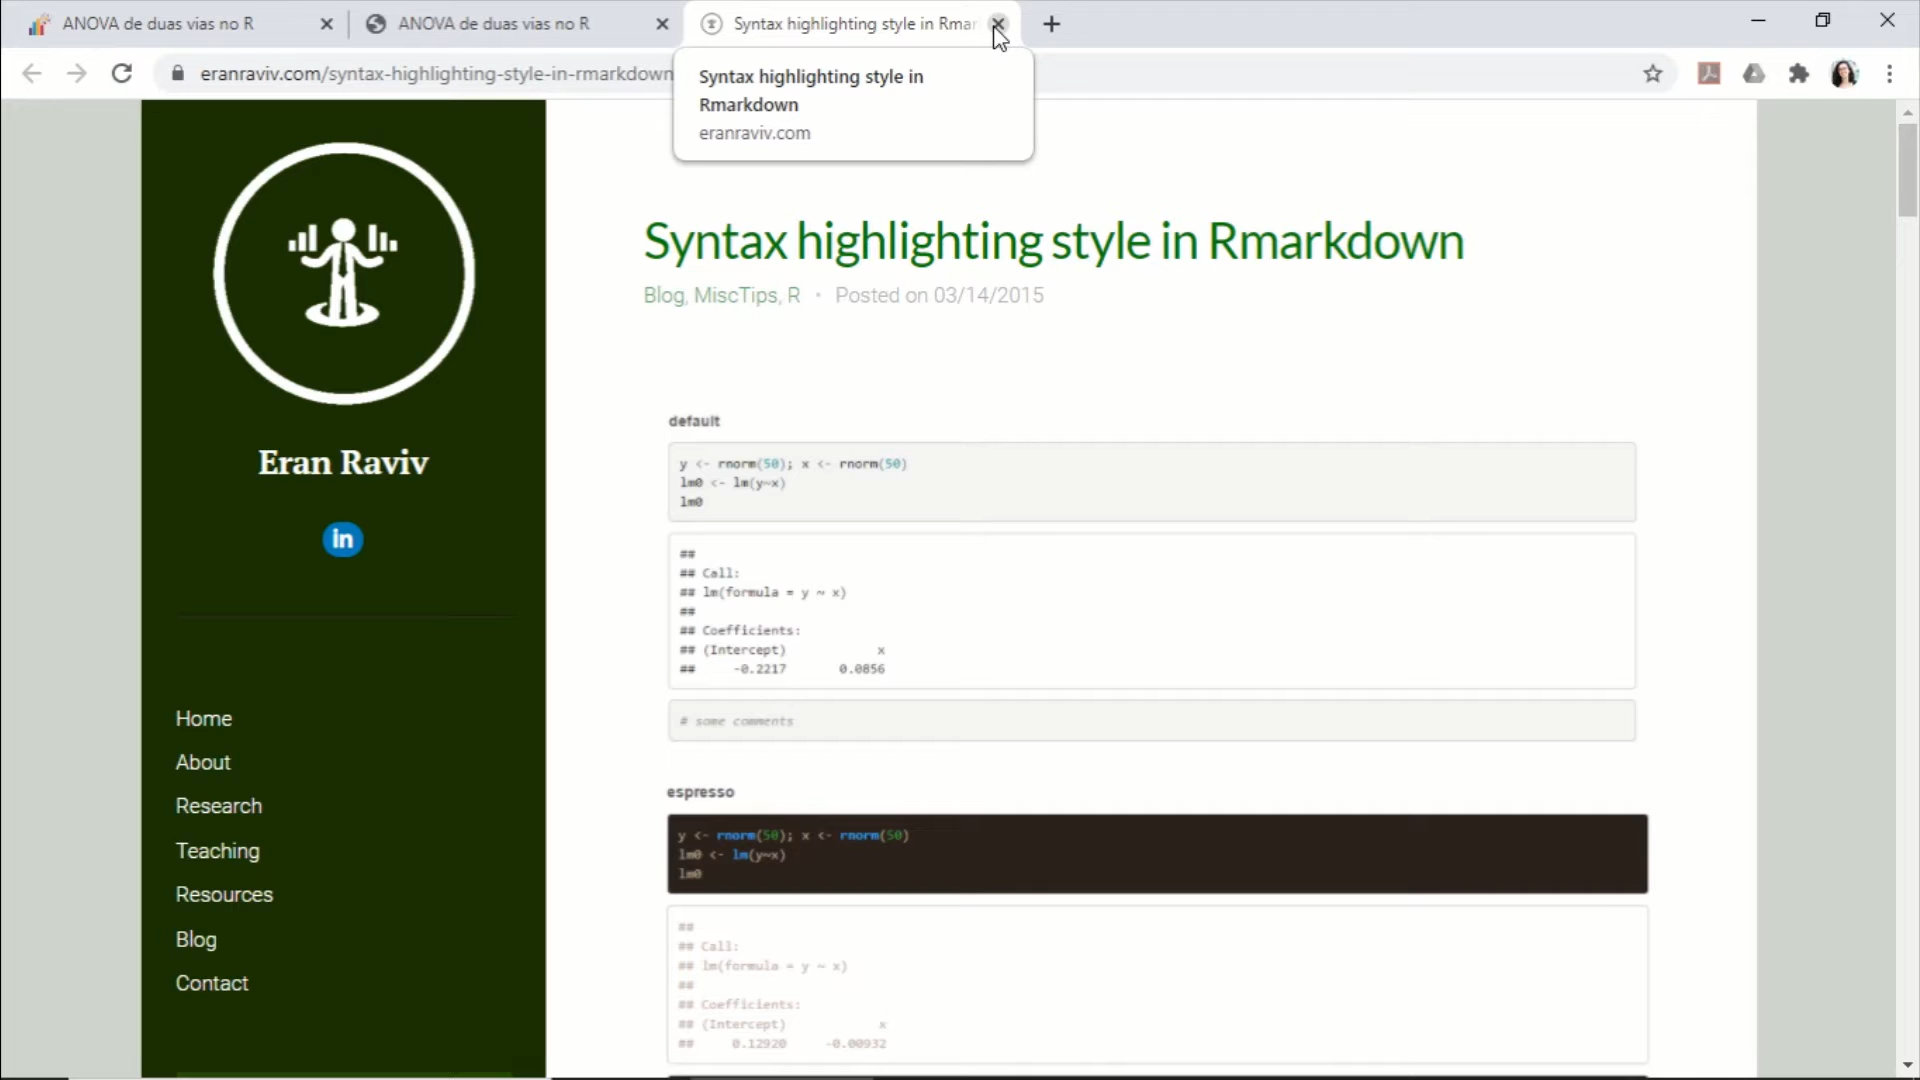 ANOVA de duas vias no R
ANOVA de duas vias no R
Syntax highlighting style in Rmar
eranraviv.com/syntax-highlighting-style-in-rmarkdown
Syntax highlighting style in
Rmarkdown
eranraviv.com
Eran Raviv
in
Home
About
Research
Teaching
Resources
Blog
Contact
Syntax highlighting style in Rmarkdown
Blog, MiscTips, R • Posted on 03/14/2015
default
y <- rnorm(50); x <- rnorm(50)
lm0 <- lm(y~x)
lm0
##
## Call:
## lm(formula = y ~ x)
##
## Coefficients:
## (Intercept) x
## -0.2217 0.0856
# some comments
espresso
y <- rnorm(50); x <- rnorm(50)
lm0 <- lm(y~x)
lm0
##
## Call:
## lm(formula = y ~ x)
##
## Coefficients:
## (Intercept) x
## 0.12920 -0.00932